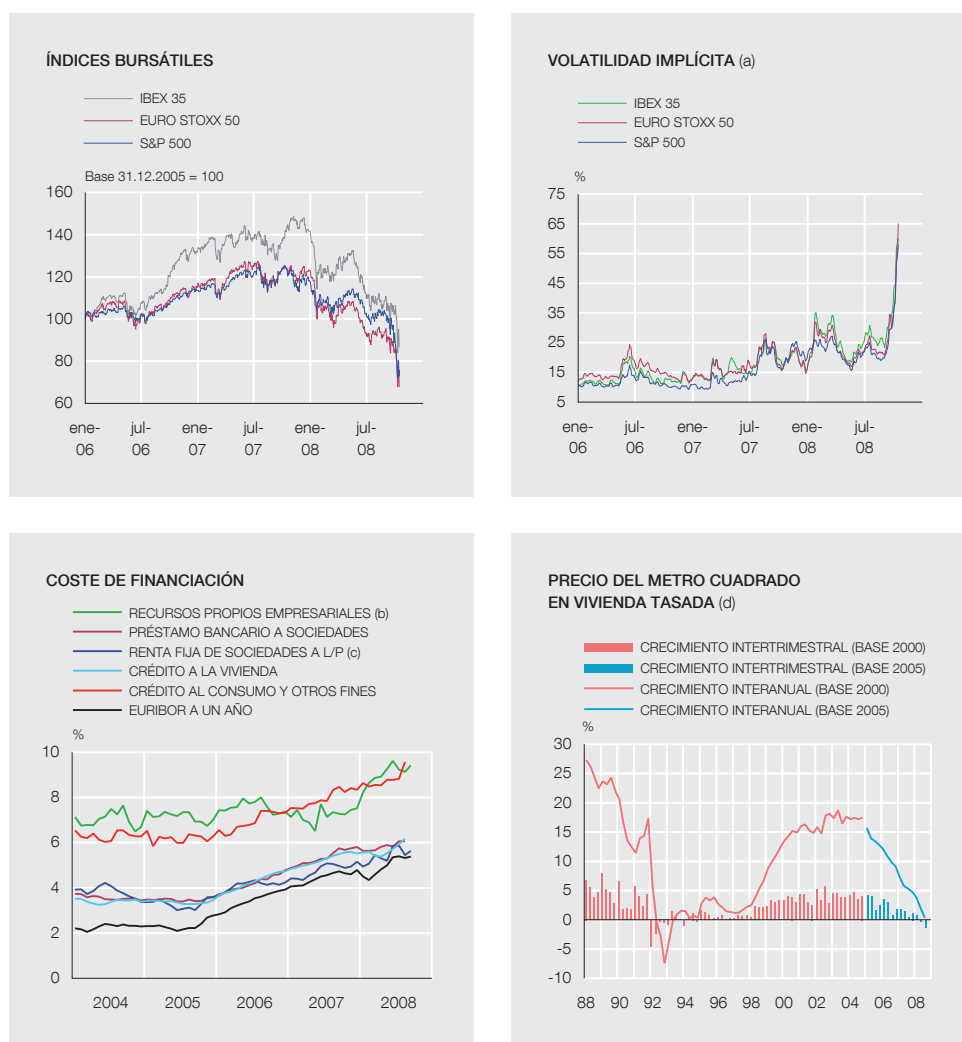 ÍNDICES BURSÁTILES
IBEX 35
EURO STOXX 50
S&P 500
Base 31.12.2005 = 100
160
140
120
100
80
60
ene- jul- ene- jul- ene- jul-
06 06 07 07 08 08
VOLATILIDAD IMPLÍCITA (a)
IBEX 35
EURO STOXX 50
S&P 500
%
75
65
55
45
35
25
15
5
ene- jul- ene- jul- ene- jul-
06 06 07 07 08 08
COSTE DE FINANCIACIÓN
RECURSOS PROPIOS EMPRESARIALES (b)
PRÉSTAMO BANCARIO A SOCIEDADES
RENTA FIJA DE SOCIEDADES A L/P (c)
CRÉDITO A LA VIVIENDA
CRÉDITO AL CONSUMO Y OTROS FINES
EURIBOR A UN AÑO
%
10
8
6
4
2
0
2004 2005 2006 2007 2008
PRECIO DEL METRO CUADRADO
EN VIVIENDA TASADA (d)
CRECIMIENTO INTERTRIMESTRAL (BASE 2000)
CRECIMIENTO INTERTRIMESTRAL (BASE 2005)
CRECIMIENTO INTERANUAL (BASE 2000)
CRECIMIENTO INTERANUAL (BASE 2005)
%
30
25
20
15
10
5
0
-5
-10
88 90 92 94 96 98 00 02 04 06 08